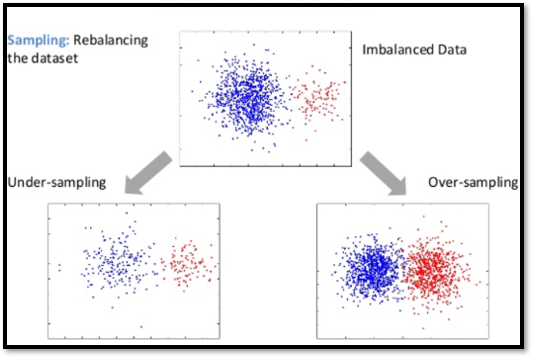 Sampling: Rebalancing
the dataset
Imbalanced Data
Under-sampling
Over-sampling